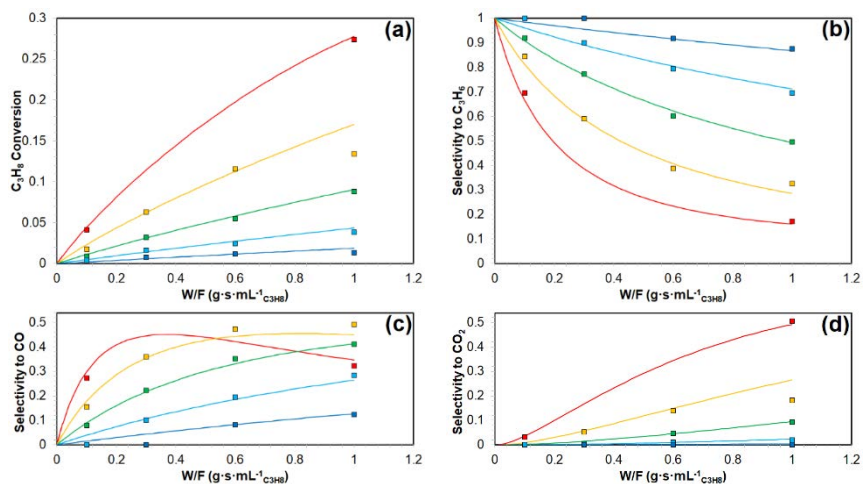 (a)
C₃H₈ Conversion
0.3
0.25
0.2
0.15
0.1
0.05
0
0 0.2 0.4 0.6 0.8 1 1.2
W/F (g·s·mL⁻¹C3H8)
(b)
Selectivity to C₃H₆
1
0.9
0.8
0.7
0.6
0.5
0.4
0.3
0.2
0.1
0
0 0.2 0.4 0.6 0.8 1 1.2
W/F (g·s·mL⁻¹C3H8)
(c)
Selectivity to CO
0.5
0.4
0.3
0.2
0.1
0
0 0.2 0.4 0.6 0.8 1 1.2
W/F (g·s·mL⁻¹C3H8)
(d)
Selectivity to CO₂
0.5
0.4
0.3
0.2
0.1
0
0 0.2 0.4 0.6 0.8 1 1.2
W/F (g·s·mL⁻¹C3H8)